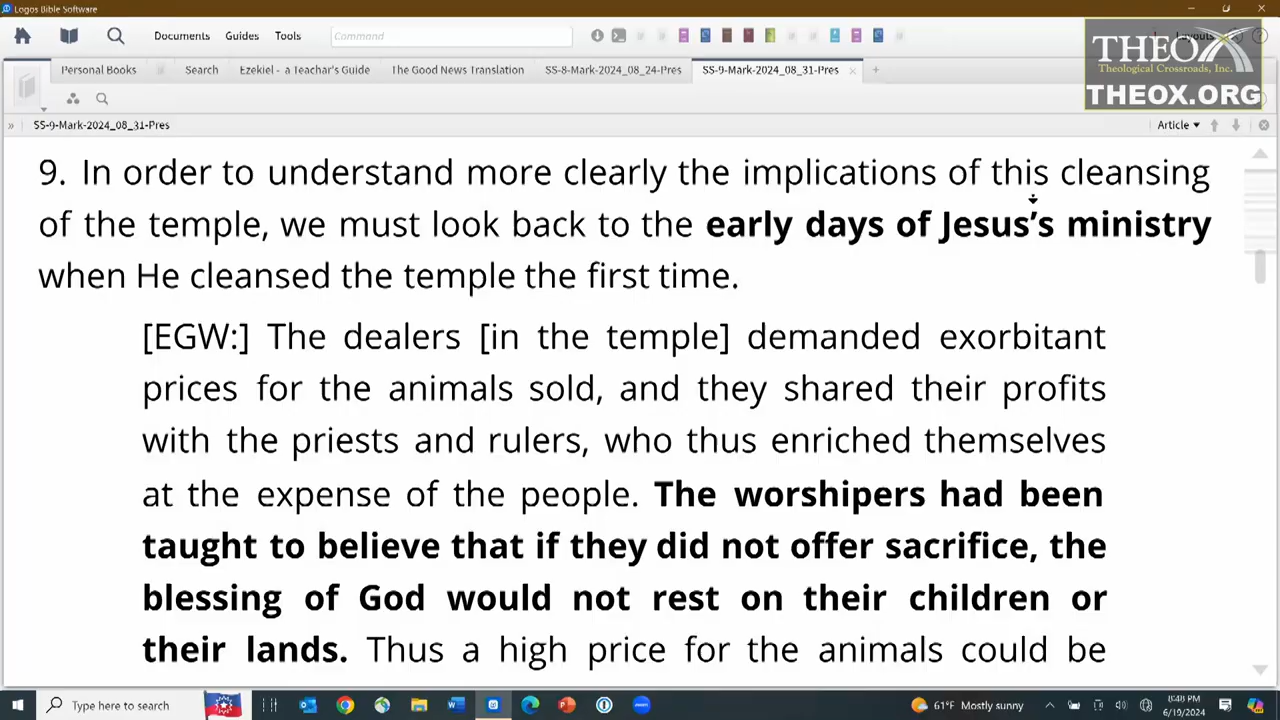 Logos Bible Software
Documents Guides Tools Command
THEOX
Theological Crossroads, Inc.
THEOX.ORG
Personal Books Search Ezekiel - a Teacher's Guide SS-8-Mark-2024_08_24-Pres SS-9-Mark-2024_08_31-Pres
» SS-9-Mark-2024_08_31-Pres Article
9. In order to understand more clearly the implications of this cleansing
of the temple, we must look back to the early days of Jesus’s ministry
when He cleansed the temple the first time.
[EGW:] The dealers [in the temple] demanded exorbitant
prices for the animals sold, and they shared their profits
with the priests and rulers, who thus enriched themselves
at the expense of the people. The worshipers had been
taught to believe that if they did not offer sacrifice, the
blessing of God would not rest on their children or
their lands. Thus a high price for the animals could be
Type here to search 61°F Mostly sunny 8:48 PM
6/19/2024